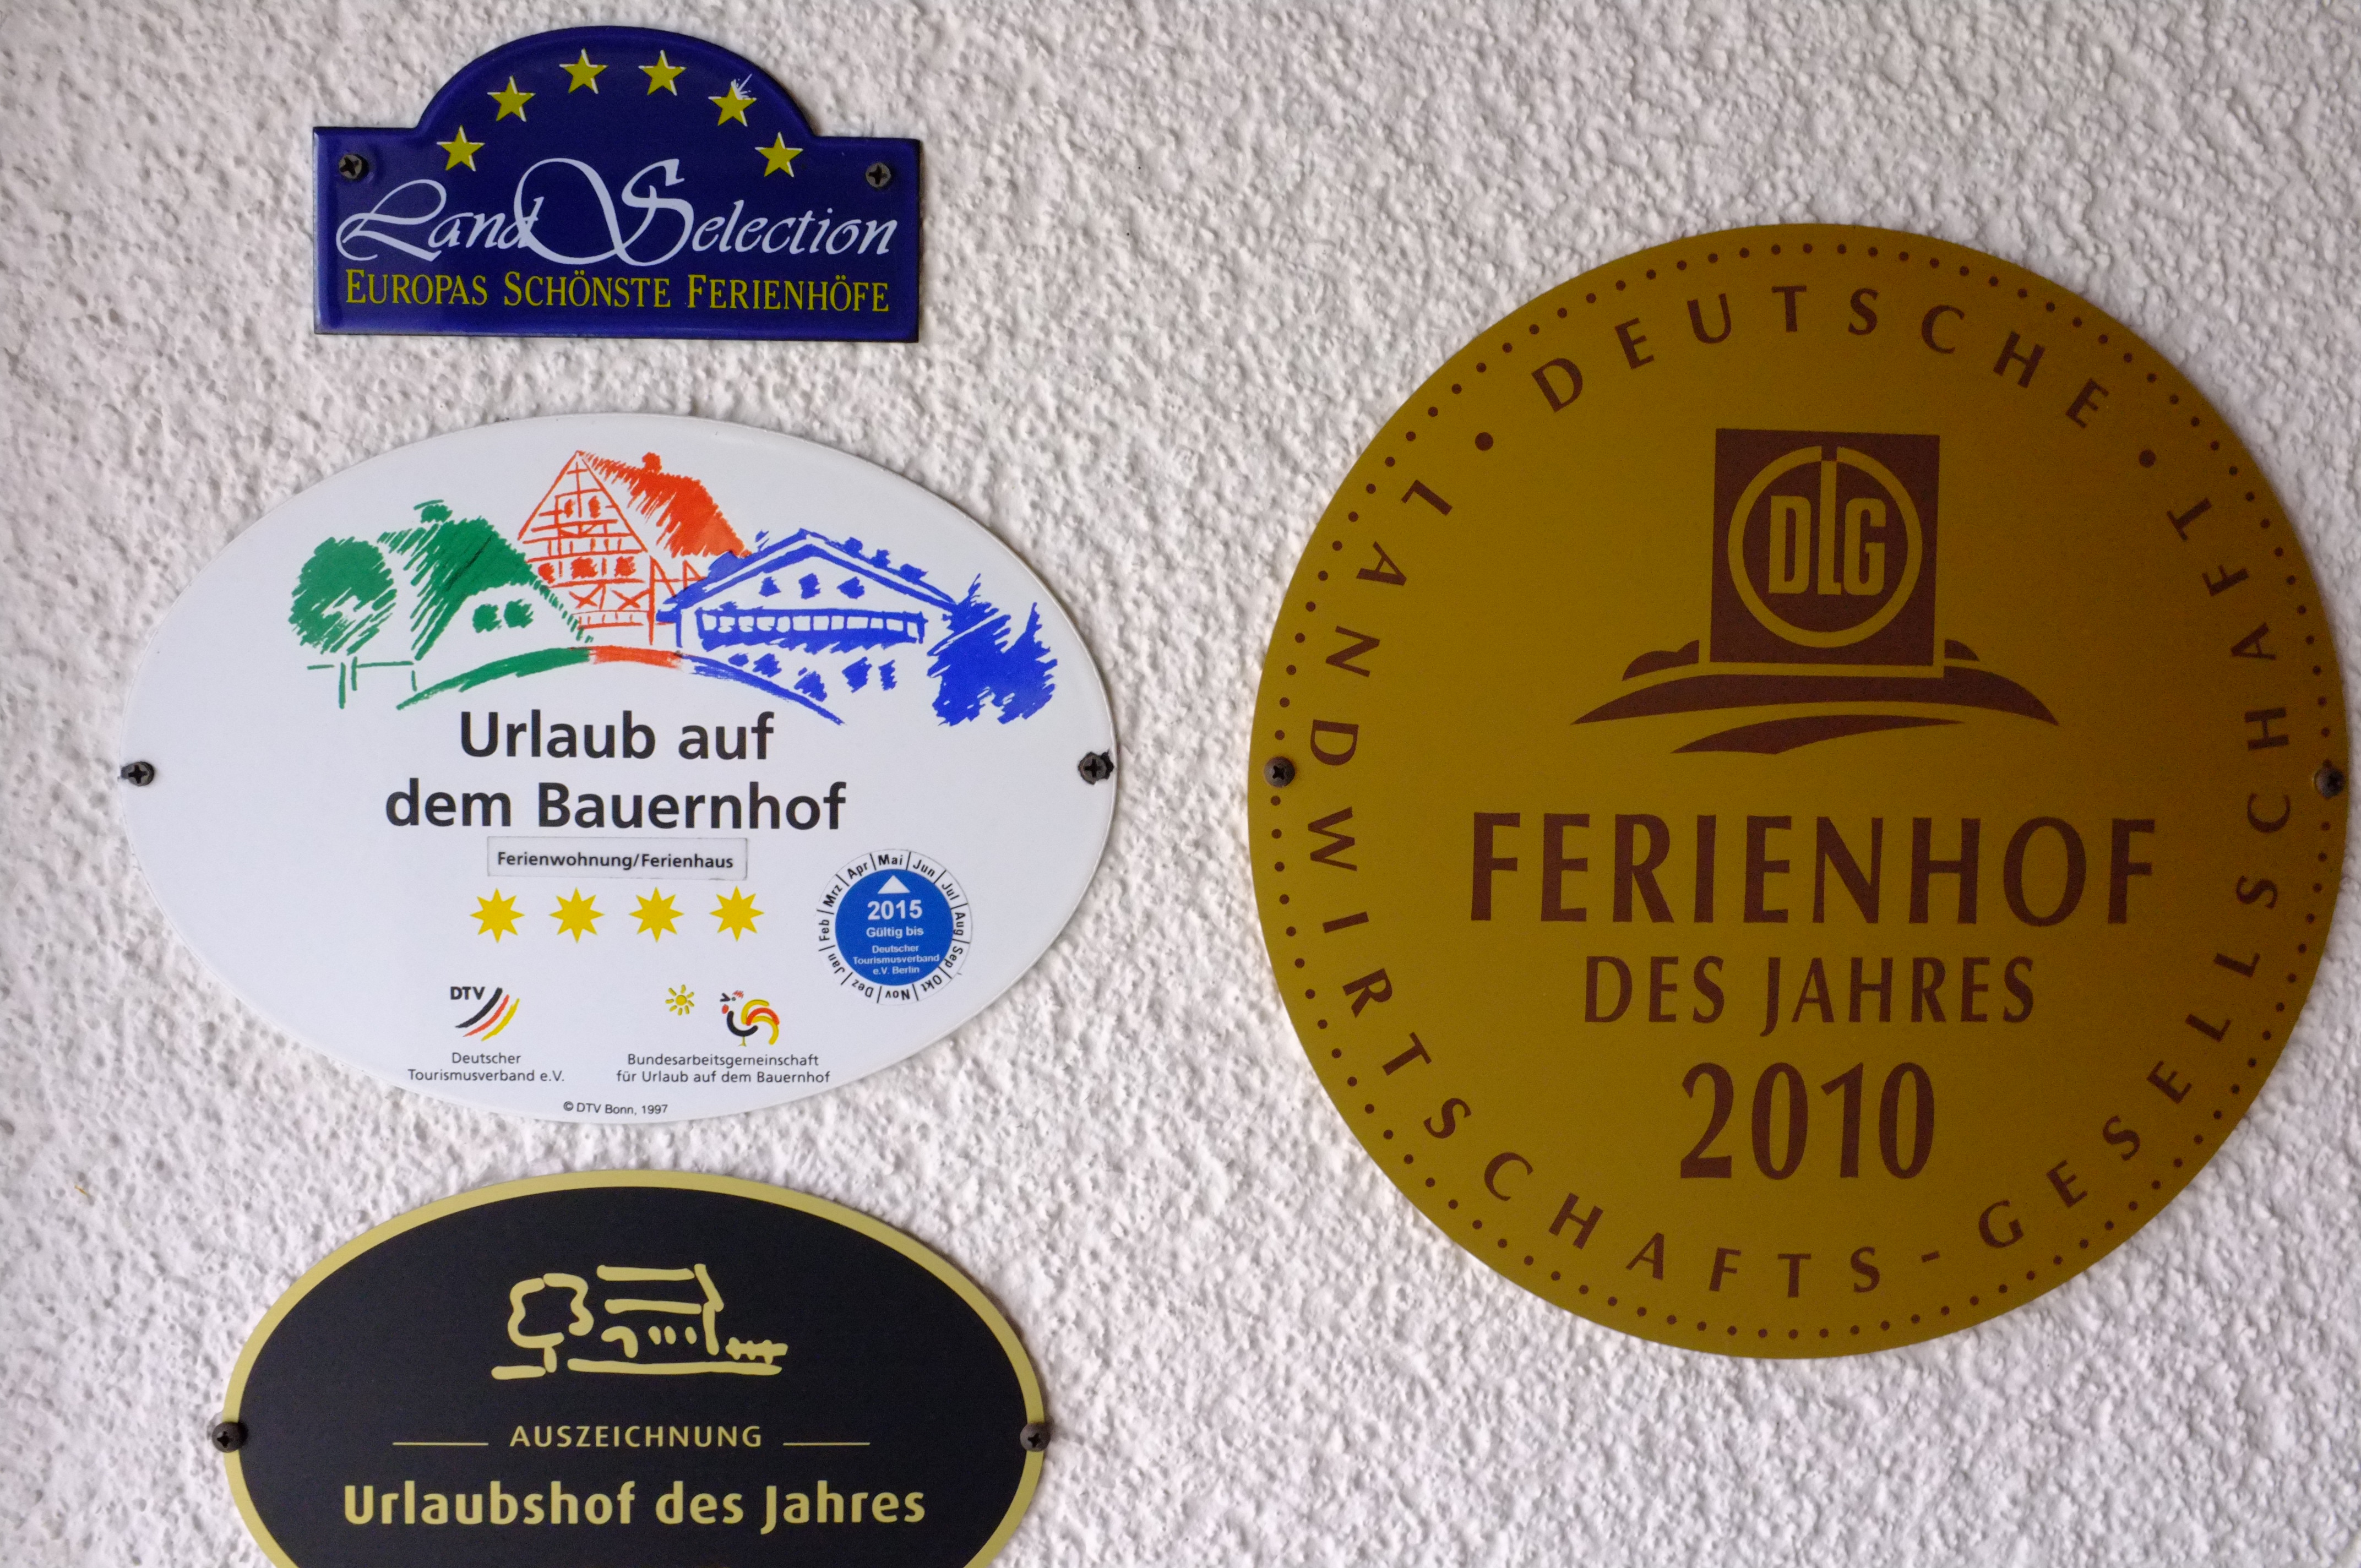 Land Selection
EUROPAS SCHÖNSTE FERIENHÖFE
Urlaub auf
dem Bauernhof
Ferienwohnung/Ferienhaus
Jan Feb Mrz Apr Mai Jun Jul Aug Sep Okt Nov Dez
2015
Gültig bis
Deutscher
Tourismusverband
e.V. Berlin
DTV
Deutscher
Tourismusverband e.V.
Bundesarbeitsgemeinschaft
für Urlaub auf dem Bauernhof
© DTV Bonn, 1997
AUSZEICHNUNG
Urlaubshof des Jahres
• DEUTSCHE •
LANDWIRTSCHAFTS-GESELLSCHAFT
DLG
FERIENHOF
DES JAHRES
2010